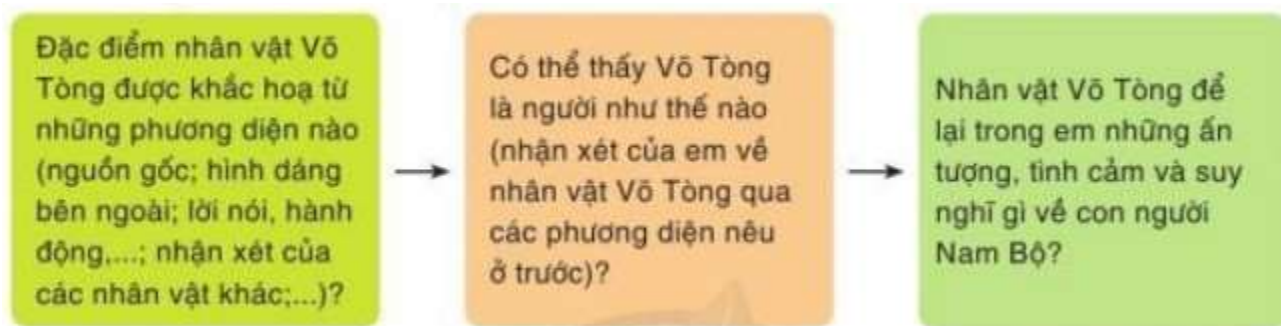 Đặc điểm nhân vật Võ
Tòng được khắc hoạ từ
những phương diện nào
(nguồn gốc; hình dáng
bên ngoài; lời nói, hành
động,...; nhận xét của
các nhân vật khác;...)?
Có thể thấy Võ Tòng
là người như thế nào
(nhận xét của em về
nhân vật Võ Tòng qua
các phương diện nêu
ở trước)?
Nhân vật Võ Tòng để
lại trong em những ấn
tượng, tình cảm và suy
nghĩ gì về con người
Nam Bộ?